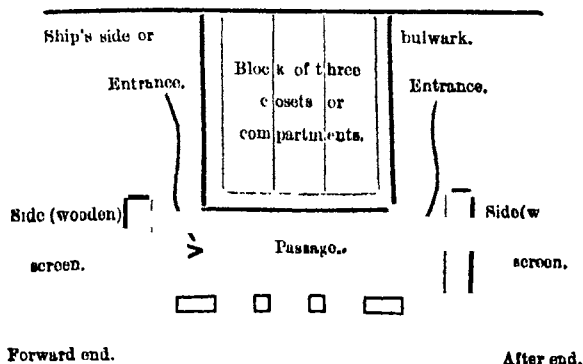 Ship's side or bulwark.
Block of three
Entrance. closets or Entrance.
compartments.
Side (wooden) Side (w
Passage.
screen. screen.
Forward end. After end.